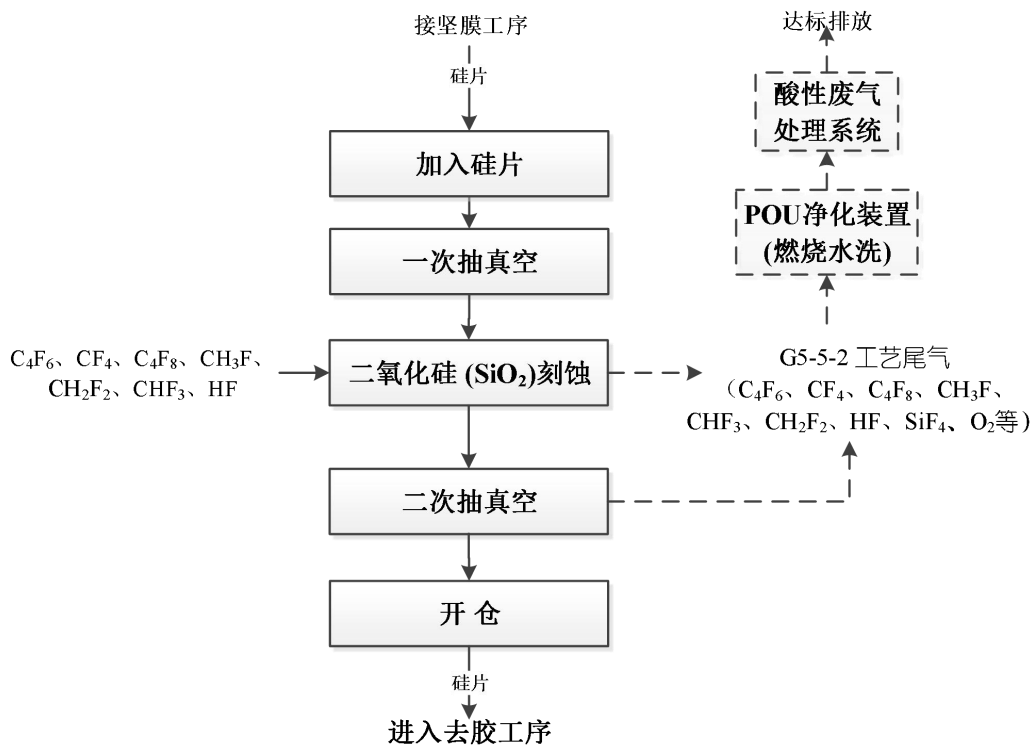 接坚膜工序
硅片
加入硅片
一次抽真空
C₄F₆、CF₄、C₄F₈、CH₃F、
CH₂F₂、CHF₃、HF
二氧化硅 (SiO₂)刻蚀
二次抽真空
开 仓
硅片
进入去胶工序
达标排放
酸性废气
处理系统
POU净化装置
(燃烧水洗)
G5-5-2 工艺尾气
（C₄F₆、CF₄、C₄F₈、CH₃F、
CHF₃、CH₂F₂、HF、SiF₄、O₂等）